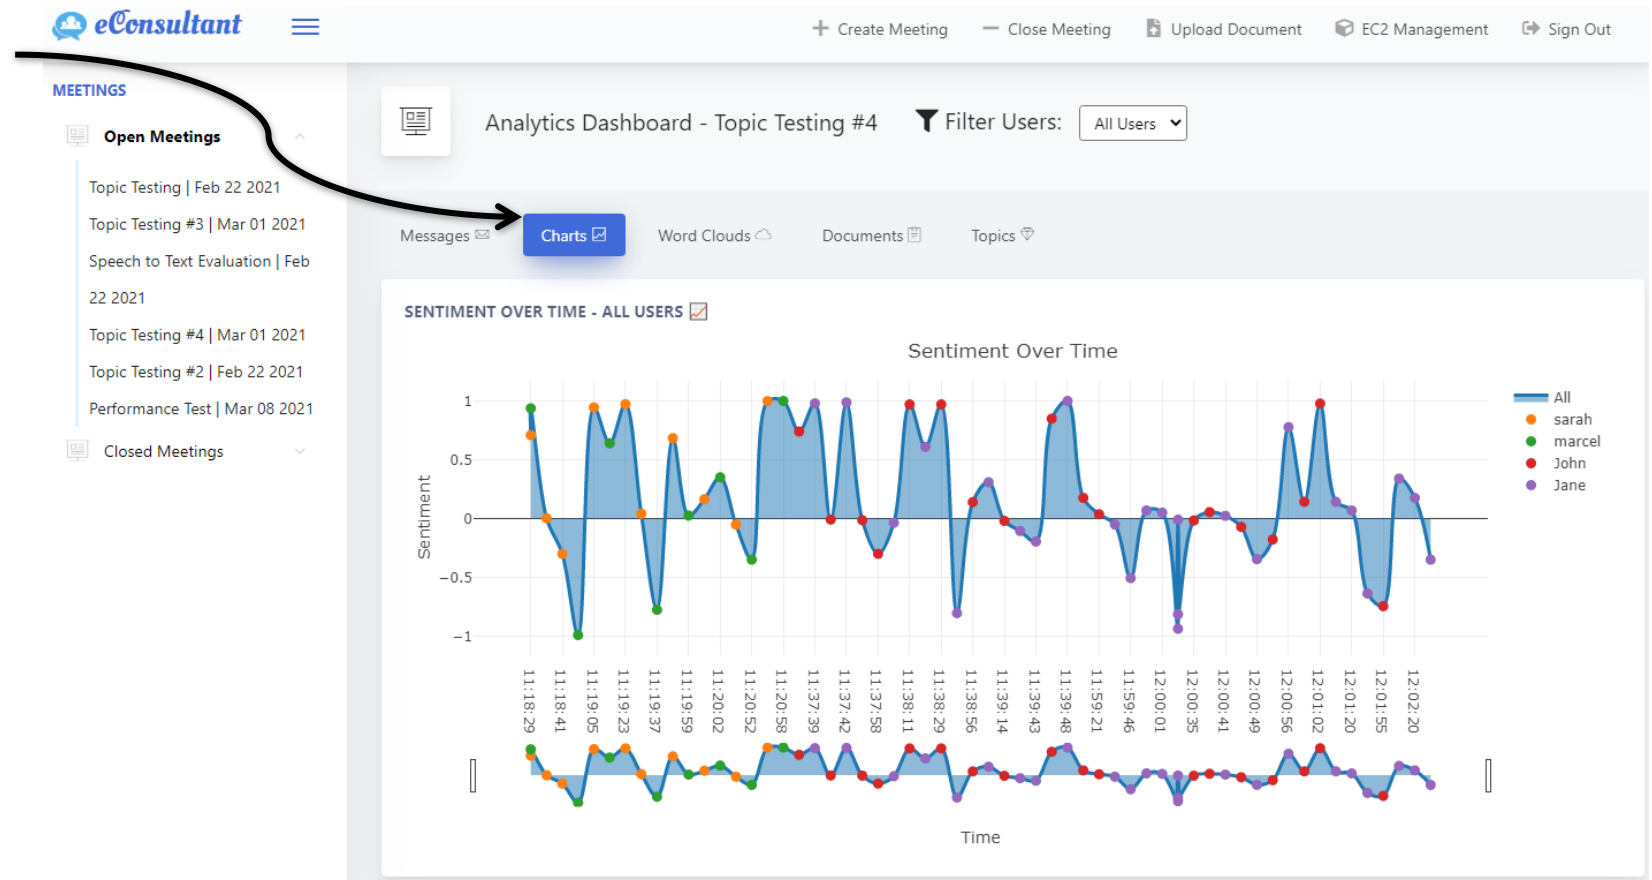 eConsultant
Create Meeting
Close Meeting
Upload Document
EC2 Management
Sign Out
MEETINGS
Open Meetings
Topic Testing | Feb 22 2021
Topic Testing #3 | Mar 01 2021
Speech to Text Evaluation | Feb
22 2021
Topic Testing #4 | Mar 01 2021
Topic Testing #2 | Feb 22 2021
Performance Test | Mar 08 2021
Closed Meetings
Analytics Dashboard - Topic Testing #4
Filter Users:
All Users
Messages
Charts
Word Clouds
Documents
Topics
SENTIMENT OVER TIME - ALL USERS
Sentiment Over Time
1
0.5
0
−0.5
−1
Sentiment
All
sarah
marcel
John
Jane
11:18:29
11:18:41
11:19:05
11:19:23
11:19:37
11:19:59
11:20:02
11:20:52
11:20:58
11:37:39
11:37:42
11:37:58
11:38:11
11:38:29
11:38:56
11:39:14
11:39:43
11:39:48
11:59:21
11:59:46
12:00:01
12:00:35
12:00:41
12:00:49
12:00:56
12:01:02
12:01:20
12:01:55
12:02:20
Time